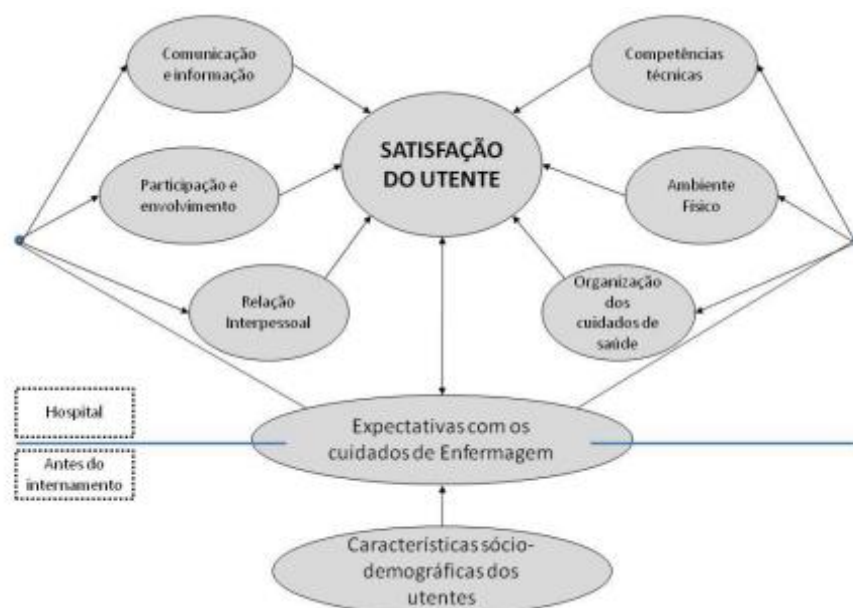 Comunicação
e informação
Competências
técnicas
SATISFAÇÃO
DO UTENTE
Participação e
envolvimento
Ambiente
Físico
Relação
Interpessoal
Organização
dos
cuidados de
saúde
Hospital
Expectativas com os
cuidados de Enfermagem
Antes do
internamento
Características sócio-
demográficas dos
utentes